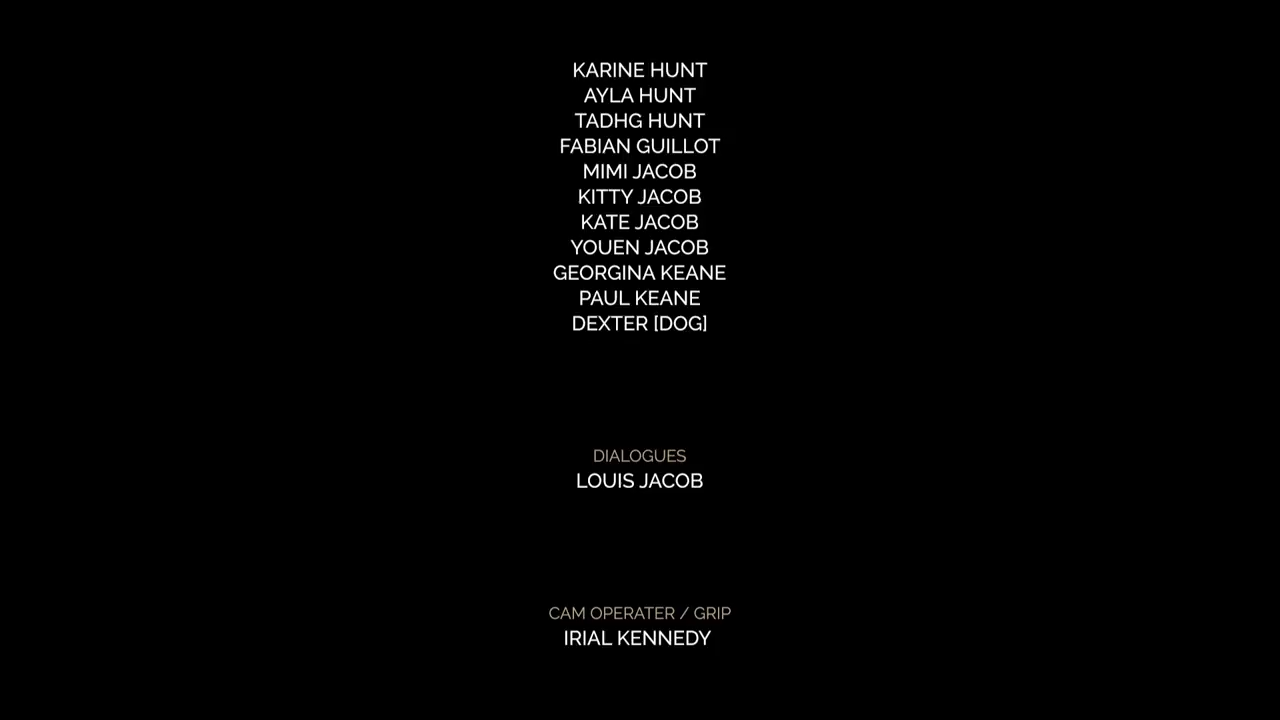 KARINE HUNT
AYLA HUNT
TADHG HUNT
FABIAN GUILLOT
MIMI JACOB
KITTY JACOB
KATE JACOB
YOUEN JACOB
GEORGINA KEANE
PAUL KEANE
DEXTER [DOG]
DIALOGUES
LOUIS JACOB
CAM OPERATER / GRIP
IRIAL KENNEDY